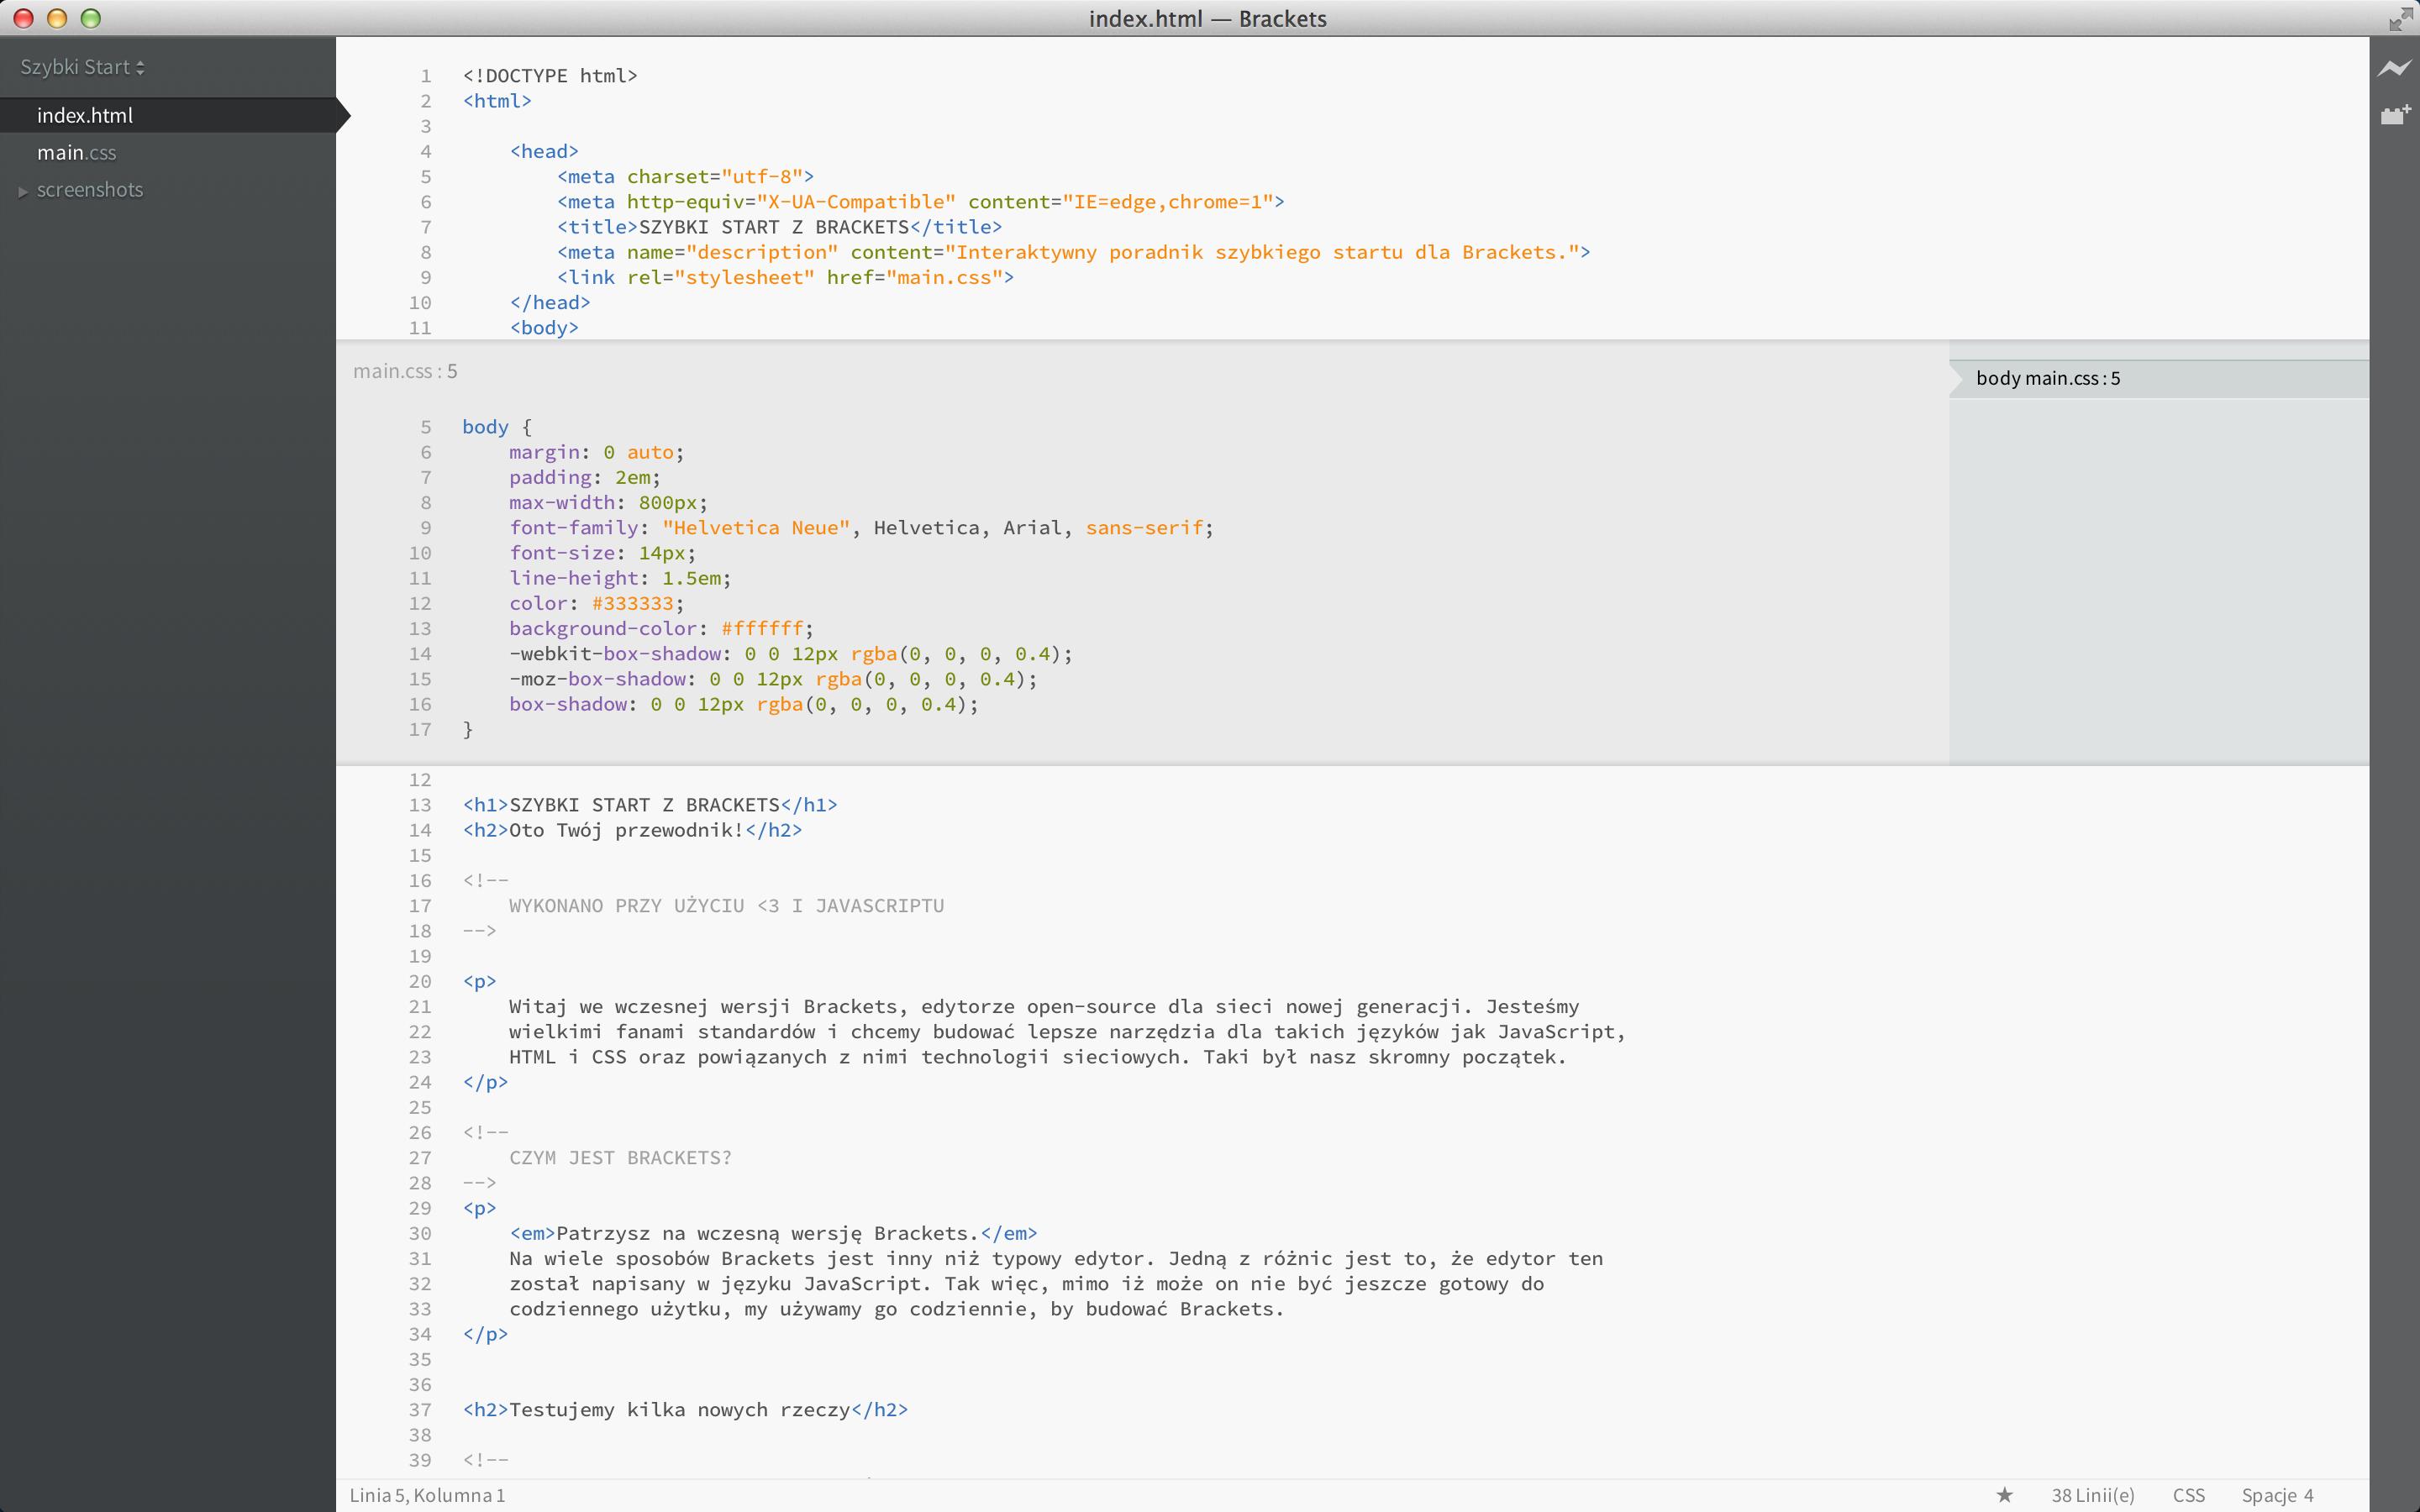 index.html — Brackets
Szybki Start
index.html
main.css
screenshots
1 <!DOCTYPE html>
2 <html>
3
4     <head>
5         <meta charset="utf-8">
6         <meta http-equiv="X-UA-Compatible" content="IE=edge,chrome=1">
7         <title>SZYBKI START Z BRACKETS</title>
8         <meta name="description" content="Interaktywny poradnik szybkiego startu dla Brackets.">
9         <link rel="stylesheet" href="main.css">
10     </head>
11     <body>
main.css : 5
body main.css : 5
5 body {
6     margin: 0 auto;
7     padding: 2em;
8     max-width: 800px;
9     font-family: "Helvetica Neue", Helvetica, Arial, sans-serif;
10     font-size: 14px;
11     line-height: 1.5em;
12     color: #333333;
13     background-color: #ffffff;
14     -webkit-box-shadow: 0 0 12px rgba(0, 0, 0, 0.4);
15     -moz-box-shadow: 0 0 12px rgba(0, 0, 0, 0.4);
16     box-shadow: 0 0 12px rgba(0, 0, 0, 0.4);
17 }
12
13 <h1>SZYBKI START Z BRACKETS</h1>
14 <h2>Oto Twój przewodnik!</h2>
15
16 <!--
17     WYKONANO PRZY UŻYCIU <3 I JAVASCRIPTU
18 -->
19
20 <p>
21     Witaj we wczesnej wersji Brackets, edytorze open-source dla sieci nowej generacji. Jesteśmy
22     wielkimi fanami standardów i chcemy budować lepsze narzędzia dla takich języków jak JavaScript,
23     HTML i CSS oraz powiązanych z nimi technologii sieciowych. Taki był nasz skromny początek.
24 </p>
25
26 <!--
27     CZYM JEST BRACKETS?
28 -->
29 <p>
30     <em>Patrzysz na wczesną wersję Brackets.</em>
31     Na wiele sposobów Brackets jest inny niż typowy edytor. Jedną z różnic jest to, że edytor ten
32     został napisany w języku JavaScript. Tak więc, mimo iż może on nie być jeszcze gotowy do
33     codziennego użytku, my używamy go codziennie, by budować Brackets.
34 </p>
35
36
37 <h2>Testujemy kilka nowych rzeczy</h2>
38
39 <!--
Linia 5, Kolumna 1
38 Linii(e) CSS Spacje 4